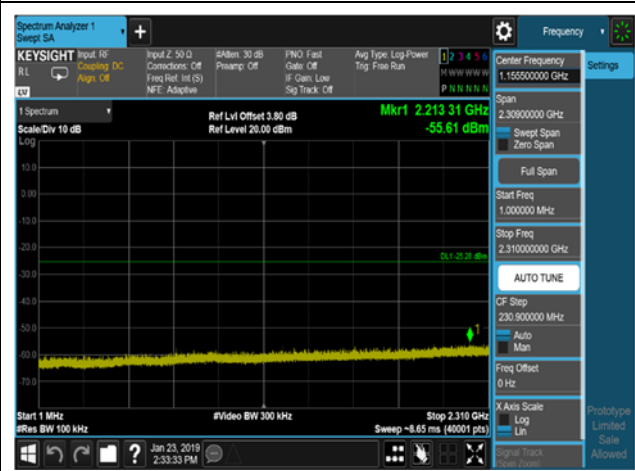 Spectrum Analyzer 1
Swept SA
Frequency
KEYSIGHT
RL
Input: RF
Coupling: DC
Align: Off
Input Z: 50 Ω
Corrections: Off
Freq Ref: Int (S)
NFE: Adaptive
#Atten: 30 dB
Preamp: Off
PNO: Fast
Gate: Off
IF Gain: Low
Sig Track: Off
Avg Type: Log-Power
Trig: Free Run
1 2 3 4 5 6
M W W W W W
P N N N N N
1 Spectrum
Scale/Div 10 dB
Log
Ref Lvl Offset 3.80 dB
Ref Level 20.00 dBm
Mkr1 2.213 31 GHz
-55.61 dBm
10.0
0.00
-10.0
-20.0
-30.0
-40.0
-50.0
-60.0
-70.0
DL1 -25.28 dBm
1
Start 1 MHz
#Res BW 100 kHz
#Video BW 300 kHz
Stop 2.310 GHz
Sweep ~8.65 ms (40001 pts)
Center Frequency
1.155500000 GHz
Settings
Span
2.30900000 GHz
Swept Span
Zero Span
Full Span
Start Freq
1.000000 MHz
Stop Freq
2.310000000 GHz
AUTO TUNE
CF Step
230.900000 MHz
Auto
Man
Freq Offset
0 Hz
X Axis Scale
Log
Lin
Signal Track
(Span Zoom)
Prototype
Limited
Sale
Allowed
?
Jan 23, 2019
2:33:33 PM